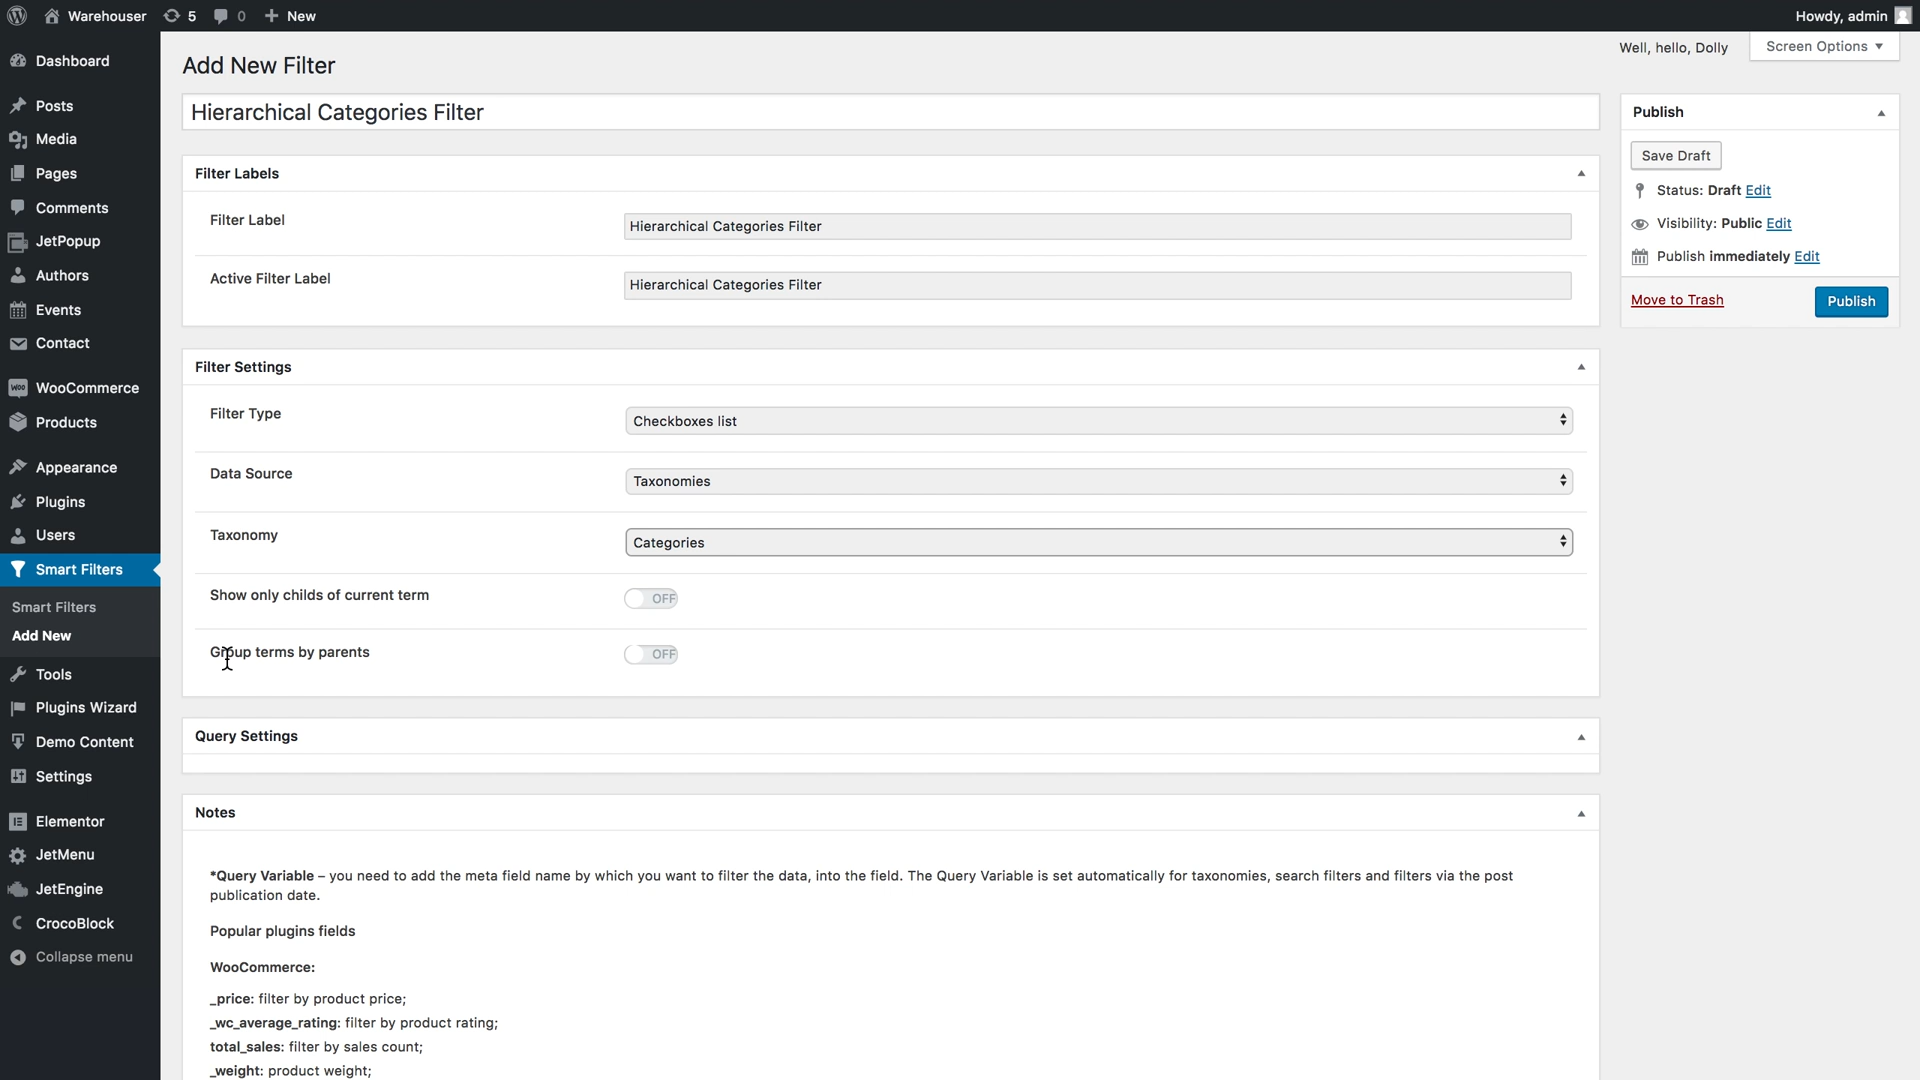 Warehouser 5 0 New Howdy, admin
Dashboard
Posts
Media
Pages
Comments
JetPopup
Authors
Events
Contact
WooCommerce
Products
Appearance
Plugins
Users
Smart Filters
Smart Filters
Add New
Tools
Plugins Wizard
Demo Content
Settings
Elementor
JetMenu
JetEngine
CrocoBlock
Collapse menu
Well, hello, Dolly Screen Options
Add New Filter
Hierarchical Categories Filter
Filter Labels
Filter Label Hierarchical Categories Filter
Active Filter Label Hierarchical Categories Filter
Filter Settings
Filter Type Checkboxes list
Data Source Taxonomies
Taxonomy Categories
Show only childs of current term OFF
Group terms by parents OFF
Query Settings
Notes
*Query Variable – you need to add the meta field name by which you want to filter the data, into the field. The Query Variable is set automatically for taxonomies, search filters and filters via the post
publication date.
Popular plugins fields
WooCommerce:
_price: filter by product price;
_wc_average_rating: filter by product rating;
total_sales: filter by sales count;
_weight: product weight;
Publish
Save Draft
Status: Draft Edit
Visibility: Public Edit
Publish immediately Edit
Move to Trash Publish